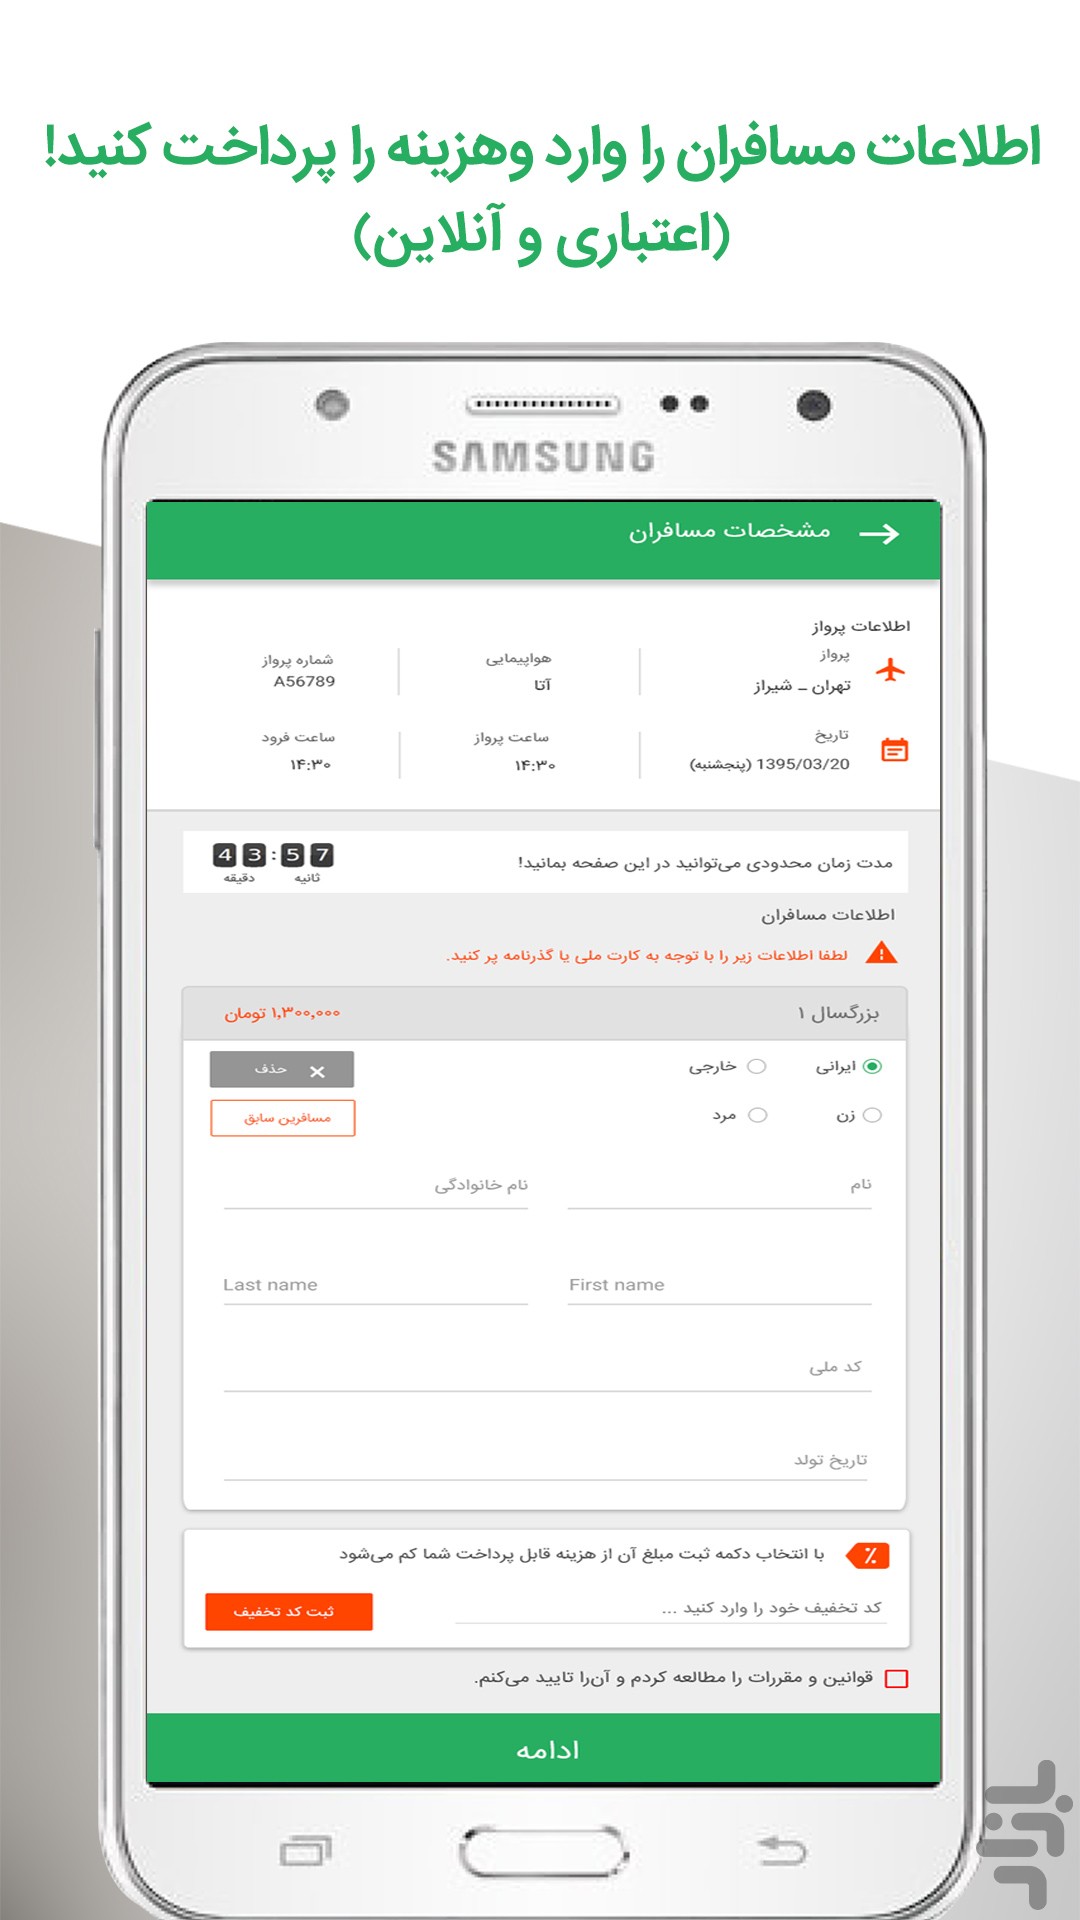 اطلاعات مسافران را وارد وهزینه را پرداخت کنید!
(اعتباری و آنلاین)
SAMSUNG
مشخصات مسافران
اطلاعات پرواز
پرواز
تهران _ شیراز
هواپیمایی
آتا
شماره پرواز
A56789
تاریخ
1395/03/20 (پنجشنبه)
ساعت پرواز
۱۴:۳۰
ساعت فرود
۱۴:۳۰
مدت زمان محدودی می‌توانید در این صفحه بمانید!
43:57
دقیقه ثانیه
اطلاعات مسافران
لطفا اطلاعات زیر را با توجه به کارت ملی یا گذرنامه پر کنید.
بزرگسال ۱
۱,۳۰۰,۰۰۰ تومان
ایرانی خارجی
حذف
زن مرد
مسافرین سابق
نام
نام خانوادگی
First name
Last name
کد ملی
تاریخ تولد
با انتخاب دکمه ثبت مبلغ آن از هزینه قابل پرداخت شما کم می‌شود
کد تخفیف خود را وارد کنید ...
ثبت کد تخفیف
قوانین و مقررات را مطالعه کردم و آن‌را تایید می‌کنم.
ادامه
بازار